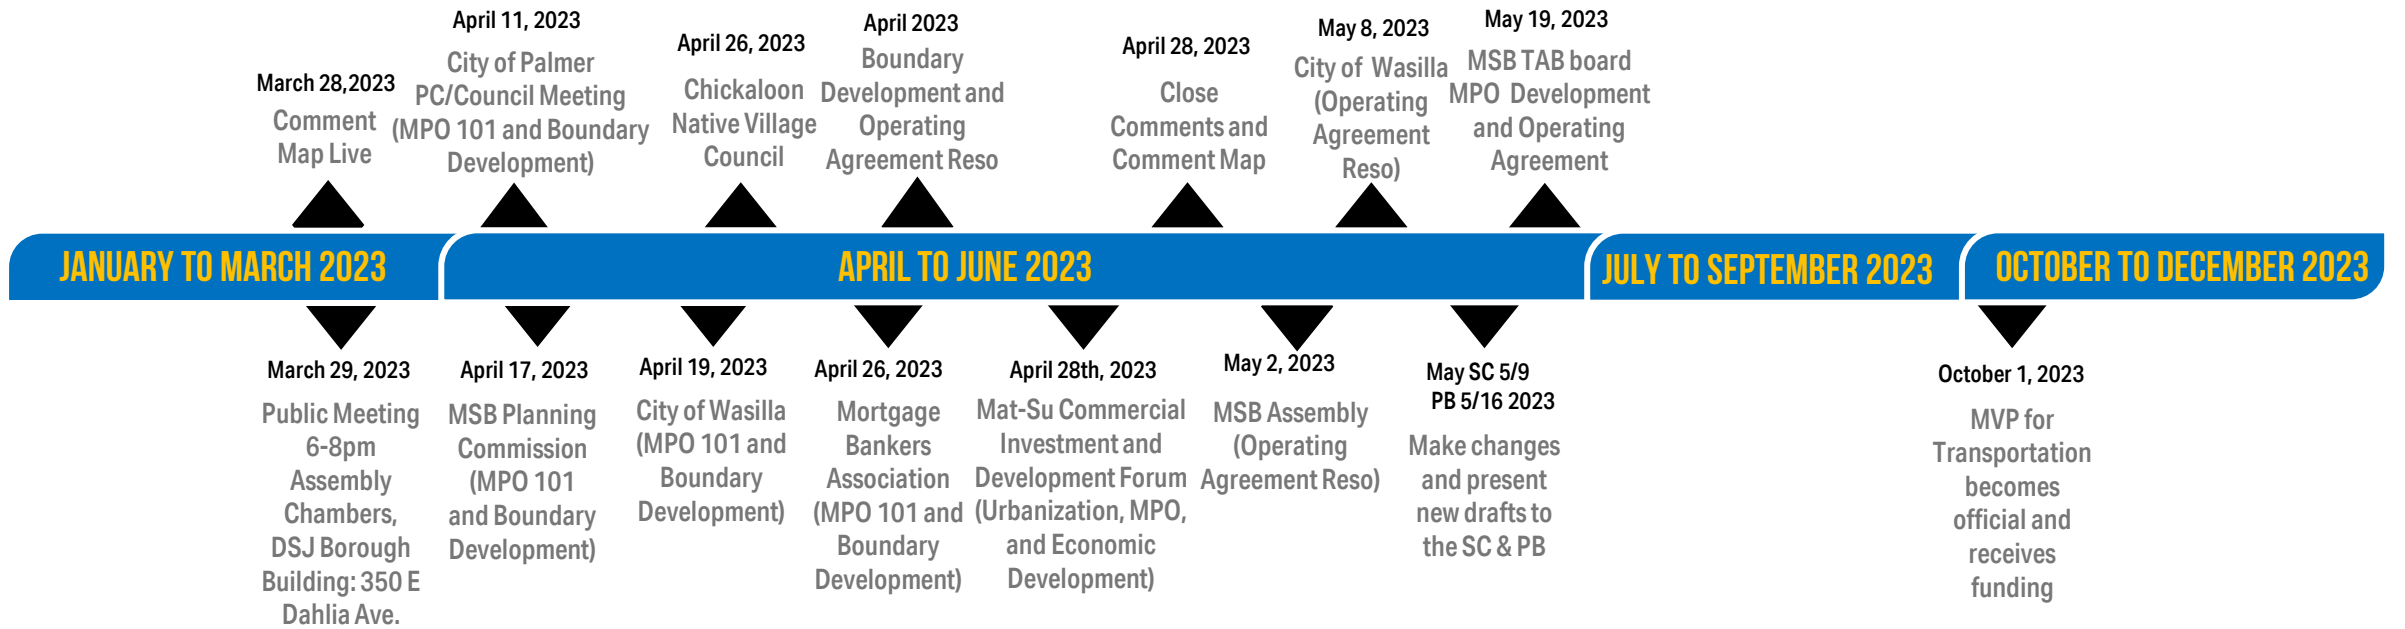 March 28,2023
Comment
Map Live
April 11, 2023
City of Palmer
PC/Council Meeting
(MPO 101 and Boundary
Development)
April 26, 2023
Chickaloon
Native Village
Council
April 2023
Boundary
Development and
Operating
Agreement Reso
April 28, 2023
Close
Comments and
Comment Map
May 8, 2023
City of Wasilla
(Operating
Agreement
Reso)
May 19, 2023
MSB TAB board
MPO Development
and Operating
Agreement
JANUARY TO MARCH 2023
APRIL TO JUNE 2023
JULY TO SEPTEMBER 2023
OCTOBER TO DECEMBER 2023
March 29, 2023
Public Meeting
6-8pm
Assembly
Chambers,
DSJ Borough
Building: 350 E
Dahlia Ave.
April 17, 2023
MSB Planning
Commission
(MPO 101
and Boundary
Development)
April 19, 2023
City of Wasilla
(MPO 101 and
Boundary
Development)
April 26, 2023
Mortgage
Bankers
Association
(MPO 101 and
Boundary
Development)
April 28th, 2023
Mat-Su Commercial
Investment and
Development Forum
(Urbanization, MPO,
and Economic
Development)
May 2, 2023
MSB Assembly
(Operating
Agreement Reso)
May SC 5/9
PB 5/16 2023
Make changes
and present
new drafts to
the SC & PB
October 1, 2023
MVP for
Transportation
becomes
official and
receives
funding